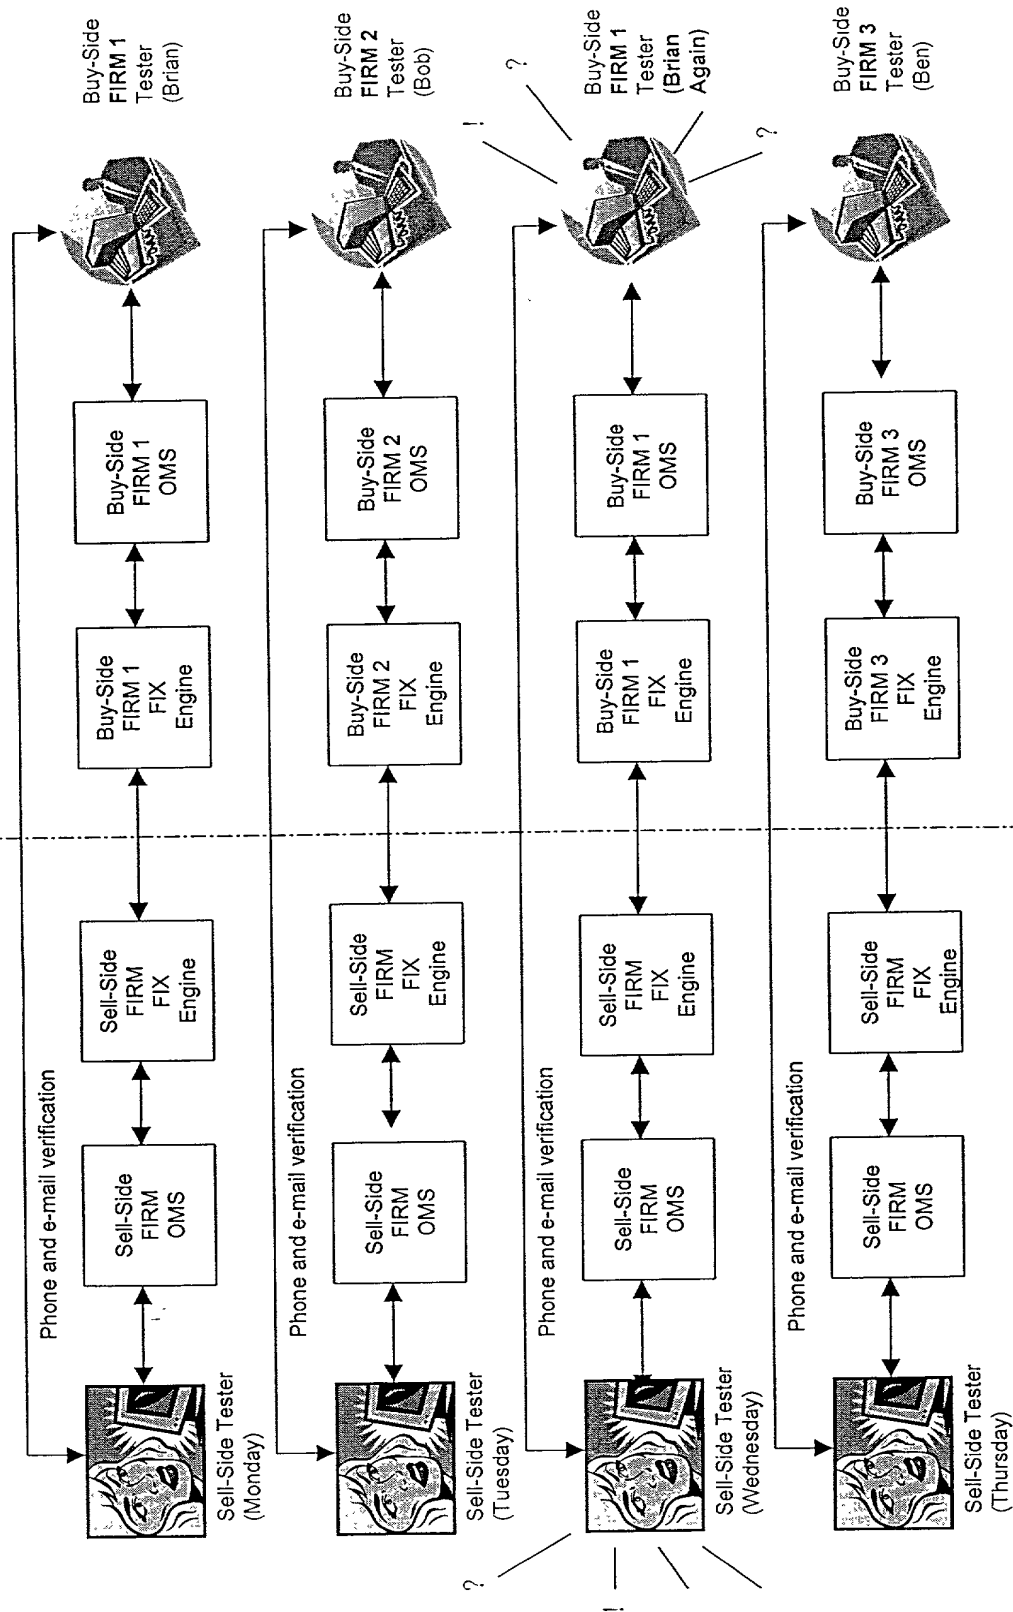 Phone and e-mail verification
Sell-Side Tester
(Monday)
Sell-Side
FIRM
OMS
Sell-Side
FIRM
FIX
Engine
Buy-Side
FIRM 1
FIX
Engine
Buy-Side
FIRM 1
OMS
Buy-Side
FIRM 1
Tester
(Brian)
Phone and e-mail verification
Sell-Side Tester
(Tuesday)
Sell-Side
FIRM
OMS
Sell-Side
FIRM
FIX
Engine
Buy-Side
FIRM 2
FIX
Engine
Buy-Side
FIRM 2
OMS
Buy-Side
FIRM 2
Tester
(Bob)
Phone and e-mail verification
?
!
Sell-Side Tester
(Wednesday)
Sell-Side
FIRM
OMS
Sell-Side
FIRM
FIX
Engine
Buy-Side
FIRM 1
FIX
Engine
Buy-Side
FIRM 1
OMS
!
?
?
Buy-Side
FIRM 1
Tester
(Brian
Again)
Phone and e-mail verification
Sell-Side Tester
(Thursday)
Sell-Side
FIRM
OMS
Sell-Side
FIRM
FIX
Engine
Buy-Side
FIRM 3
FIX
Engine
Buy-Side
FIRM 3
OMS
Buy-Side
FIRM 3
Tester
(Ben)